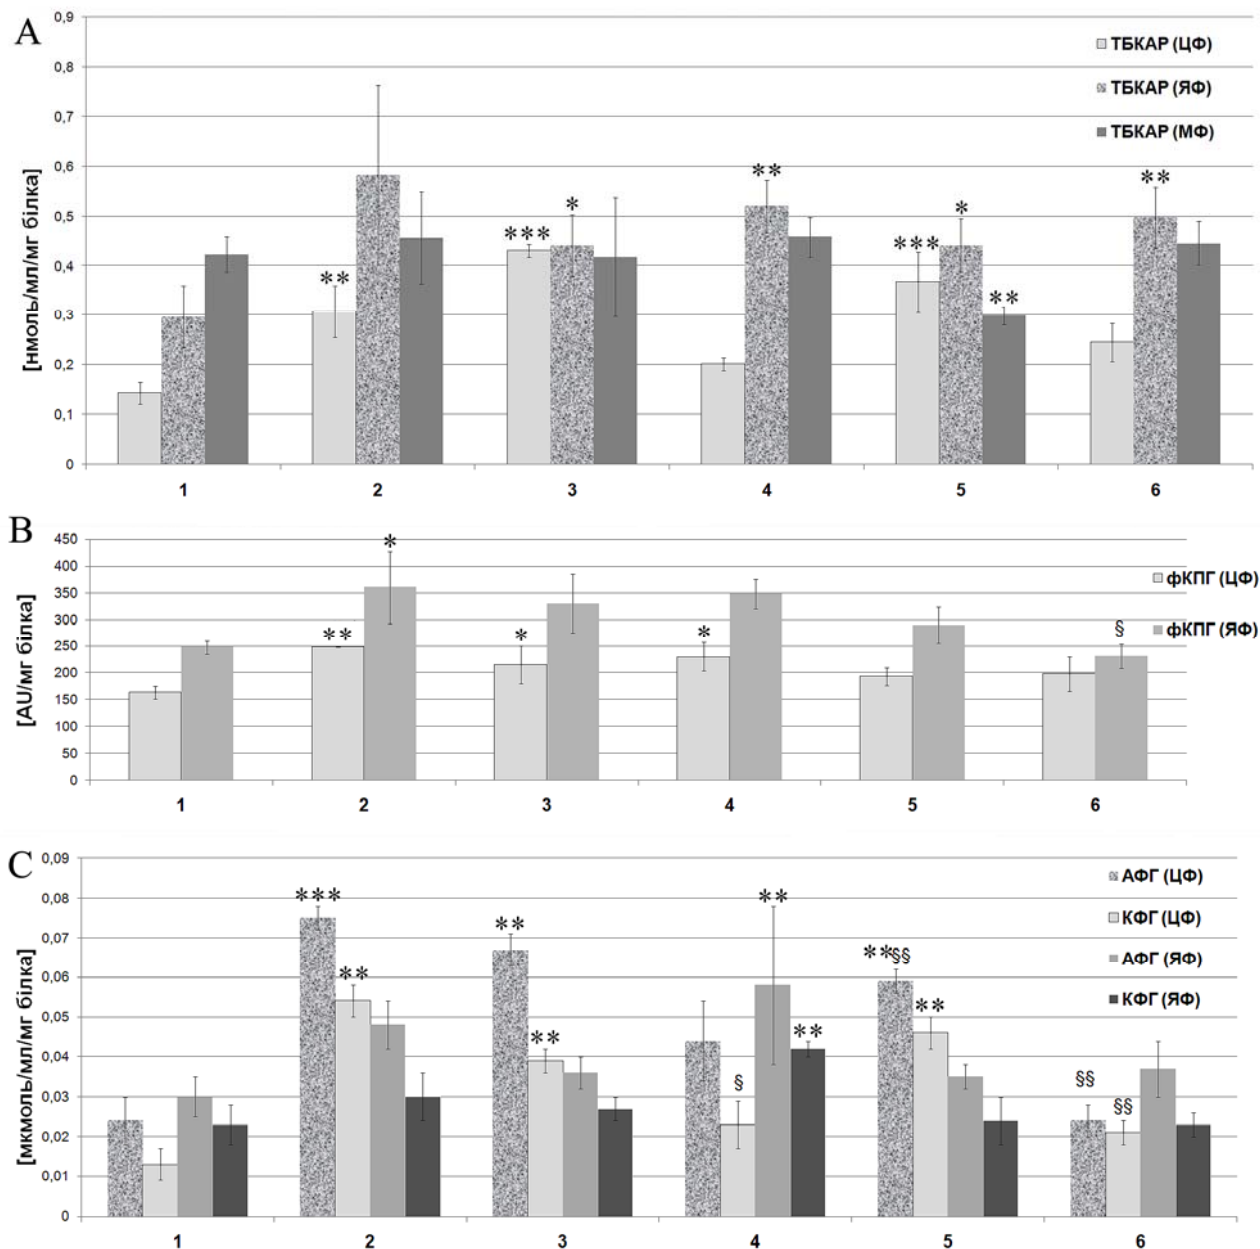 A
[нмоль/мл/мг білка]
0,9
0,8
0,7
0,6
0,5
0,4
0,3
0,2
0,1
0
ТБКАР (ЦФ)
ТБКАР (ЯФ)
ТБКАР (МФ)
** *** * ** *** * ** **
1 2 3 4 5 6
B
[AU/мг білка]
450
400
350
300
250
200
150
100
50
0
фКПГ (ЦФ)
фКПГ (ЯФ)
** * * * §
1 2 3 4 5 6
C
[мкмоль/мл/мг білка]
0,09
0,08
0,07
0,06
0,05
0,04
0,03
0,02
0,01
0
АФГ (ЦФ)
КФГ (ЦФ)
АФГ (ЯФ)
КФГ (ЯФ)
*** ** ** ** § ** ** **§§ ** §§ §§
1 2 3 4 5 6